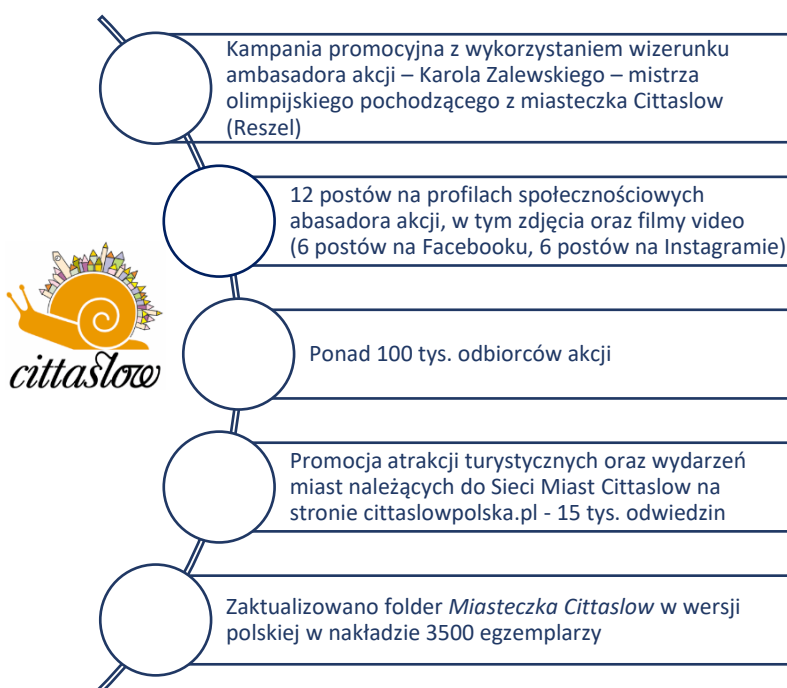 Kampania promocyjna z wykorzystaniem wizerunku
ambasadora akcji – Karola Zalewskiego – mistrza
olimpijskiego pochodzącego z miasteczka Cittaslow
(Reszel)
12 postów na profilach społecznościowych
abasadora akcji, w tym zdjęcia oraz filmy video
(6 postów na Facebooku, 6 postów na Instagramie)
cittaslow
Ponad 100 tys. odbiorców akcji
Promocja atrakcji turystycznych oraz wydarzeń
miast należących do Sieci Miast Cittaslow na
stronie cittaslowpolska.pl - 15 tys. odwiedzin
Zaktualizowano folder Miasteczka Cittaslow w wersji
polskiej w nakładzie 3500 egzemplarzy